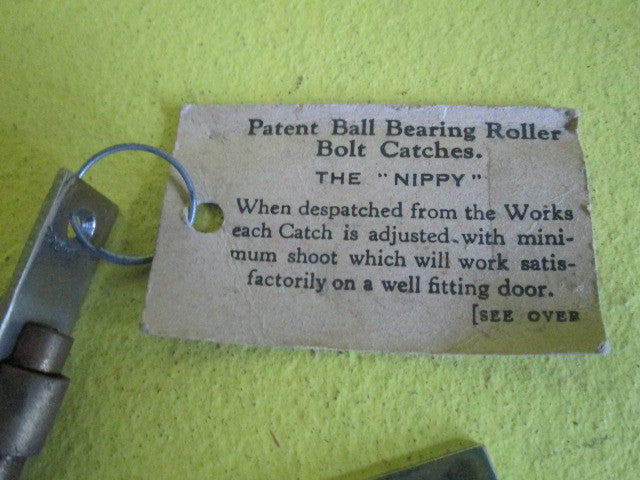 Patent Ball Bearing Roller
Bolt Catches.
THE "NIPPY"
When despatched from the Works
each Catch is adjusted with mini-
mum shoot which will work satis-
factorily on a well fitting door.
[SEE OVER